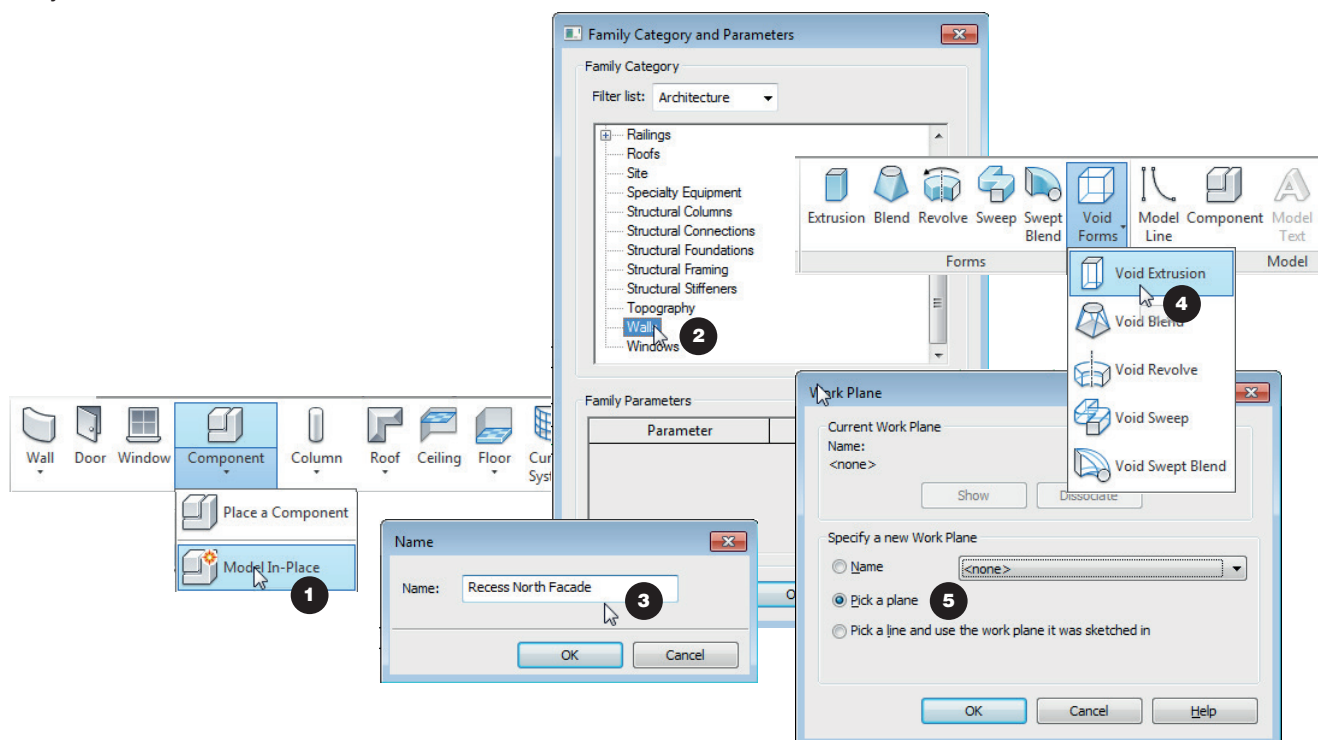 Family Category and Parameters
Family Category
Filter list: Architecture
Railings
Roofs
Site
Specialty Equipment
Structural Columns
Structural Connections
Structural Foundations
Structural Framing
Structural Stiffeners
Topography
Walls
2
Windows
Family Parameters
Parameter
Extrusion Blend Revolve Sweep Swept Blend Void Forms Model Line Component Model Text
Forms
Model
Void Extrusion
4
Void Blend
Void Revolve
Void Sweep
Void Swept Blend
Wall Door Window Component Column Roof Ceiling Floor
Place a Component
Model In-Place
1
Name
Name: Recess North Facade
3
OK Cancel
Work Plane
Current Work Plane
Name:
<none>
Show Dissociate
Specify a new Work Plane
Name <none>
Pick a plane 5
Pick a line and use the work plane it was sketched in
OK Cancel Help